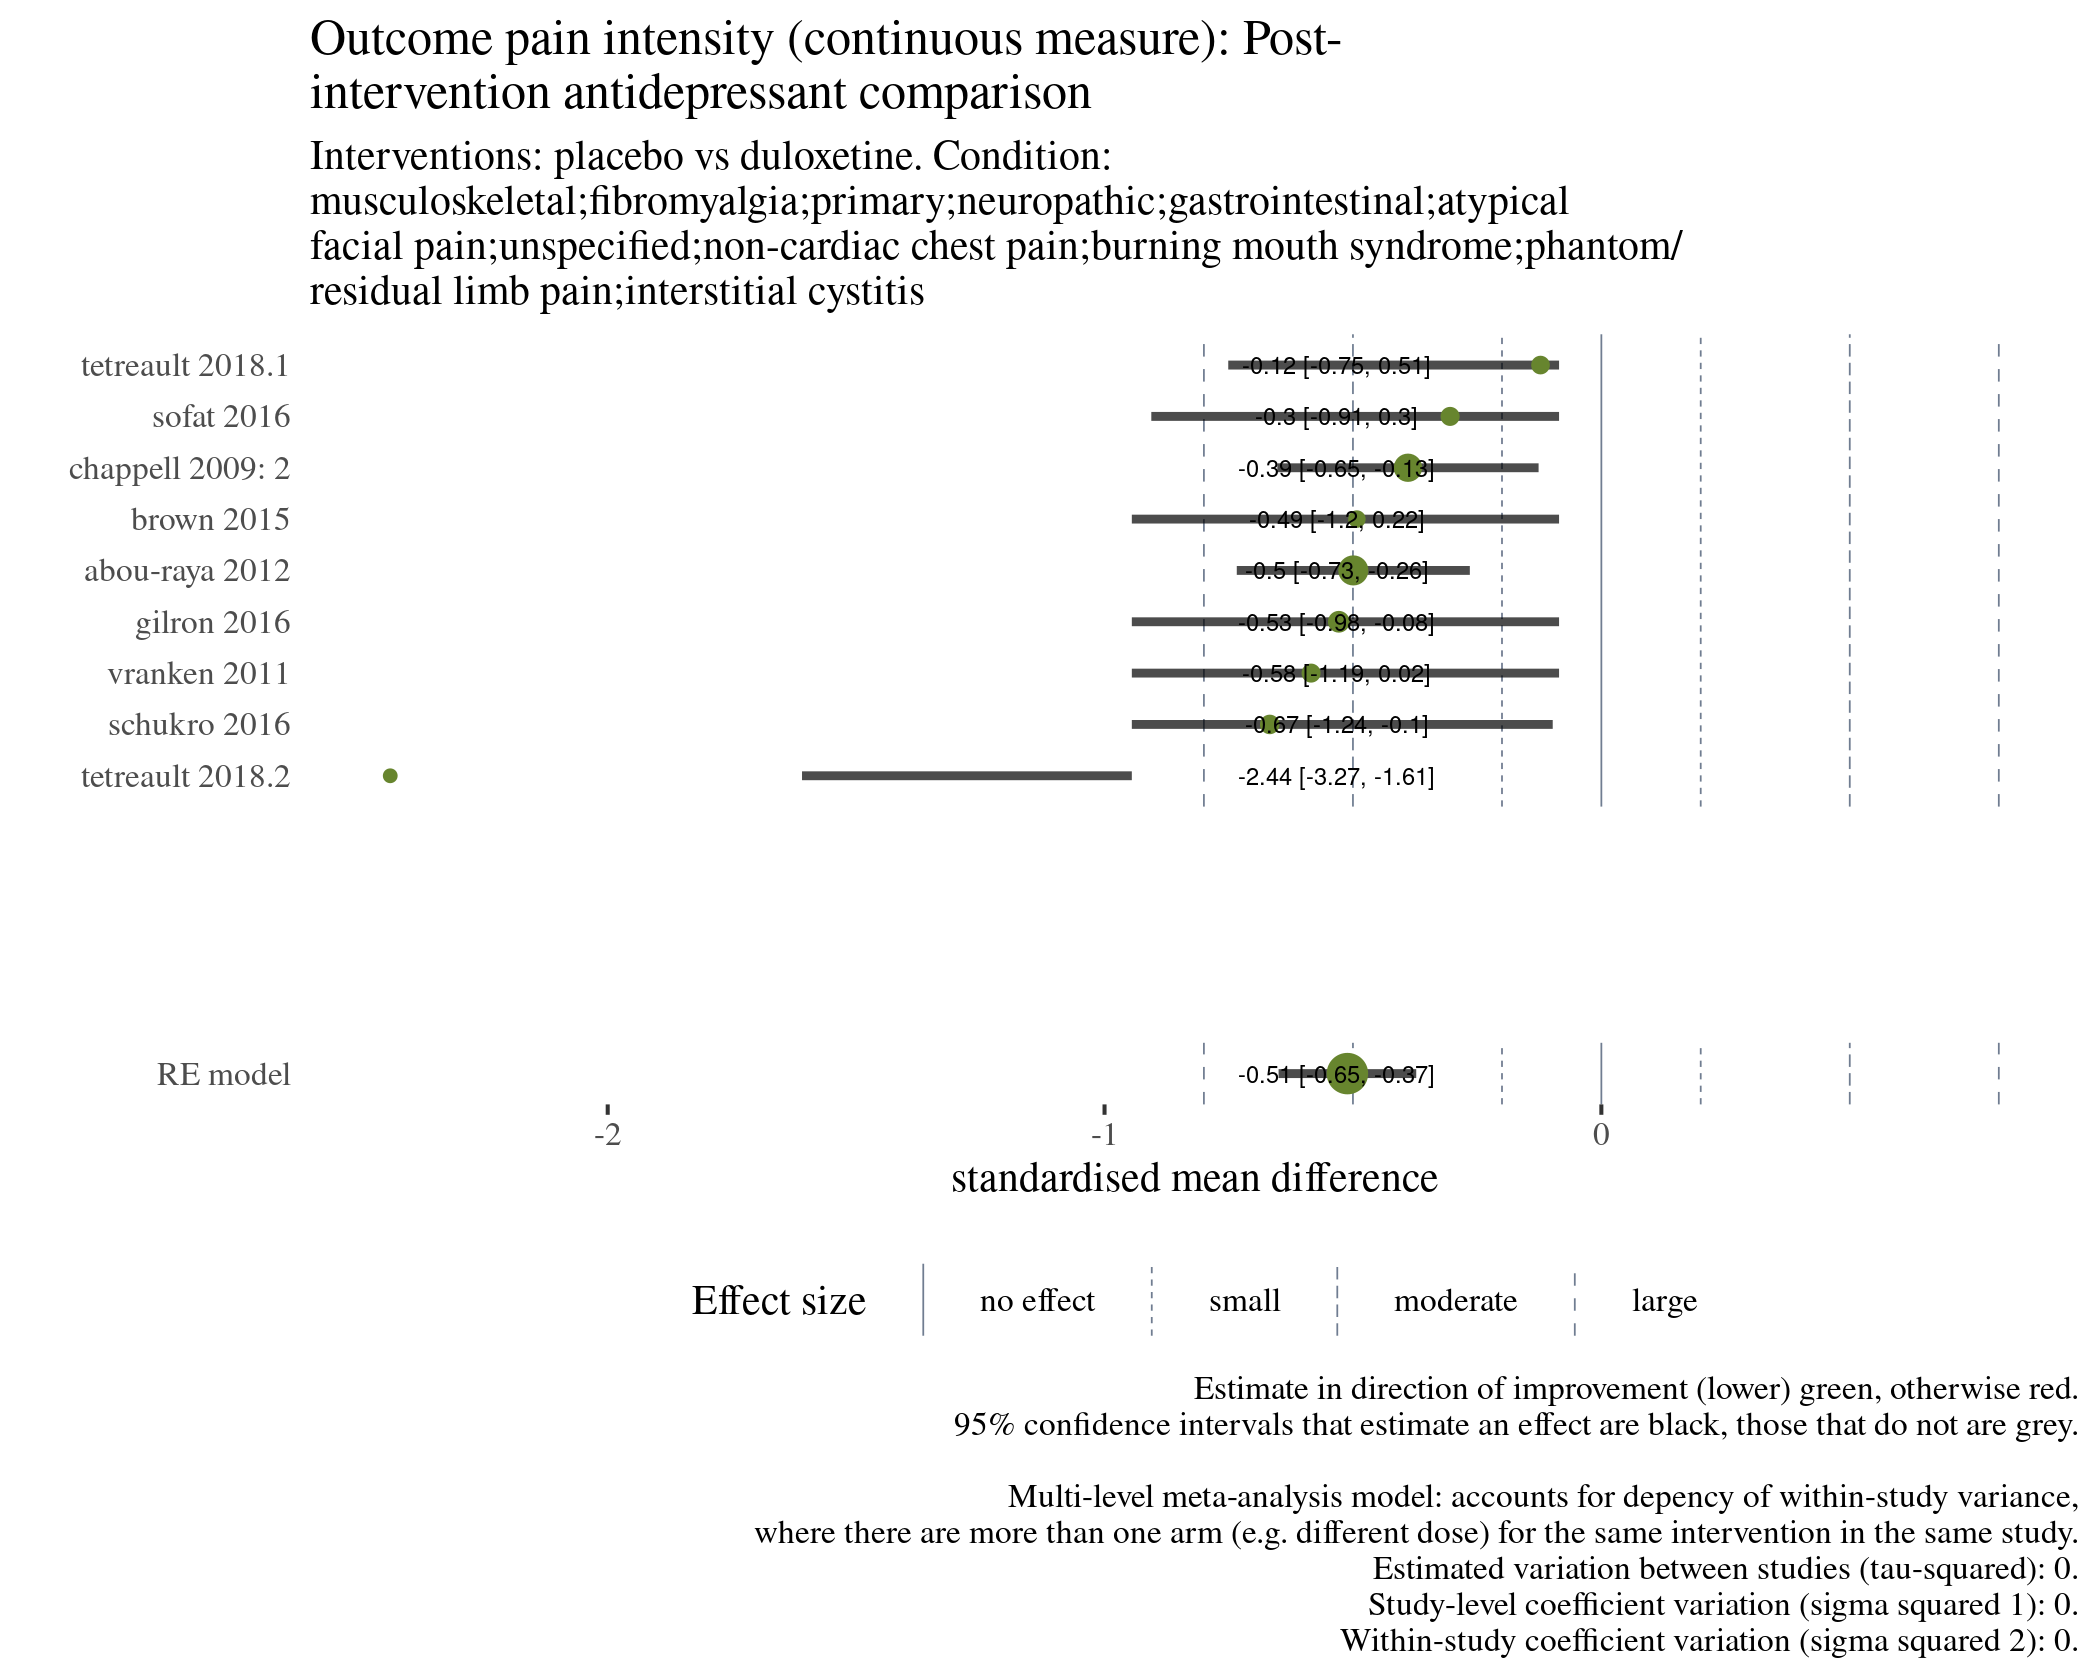 Outcome pain intensity (continuous measure): Post-
intervention antidepressant comparison
Interventions: placebo vs duloxetine. Condition:
musculoskeletal;fibromyalgia;primary;neuropathic;gastrointestinal;atypical
facial pain;unspecified;non-cardiac chest pain;burning mouth syndrome;phantom/
residual limb pain;interstitial cystitis
tetreault 2018.1 -0.12 [-0.75, 0.51]
sofat 2016 -0.3 [-0.91, 0.3]
chappell 2009: 2 -0.39 [-0.65, -0.13]
brown 2015 -0.49 [-1.2, 0.22]
abou-raya 2012 -0.5 [-0.73, -0.26]
gilron 2016 -0.53 [-0.98, -0.08]
vranken 2011 -0.58 [-1.19, 0.02]
schukro 2016 -0.67 [-1.24, -0.1]
tetreault 2018.2 -2.44 [-3.27, -1.61]
RE model -0.51 [-0.65, -0.37]
-2 -1 0
standardised mean difference
Effect size no effect small moderate large
Estimate in direction of improvement (lower) green, otherwise red.
95% confidence intervals that estimate an effect are black, those that do not are grey.
Multi-level meta-analysis model: accounts for depency of within-study variance,
where there are more than one arm (e.g. different dose) for the same intervention in the same study.
Estimated variation between studies (tau-squared): 0.
Study-level coefficient variation (sigma squared 1): 0.
Within-study coefficient variation (sigma squared 2): 0.